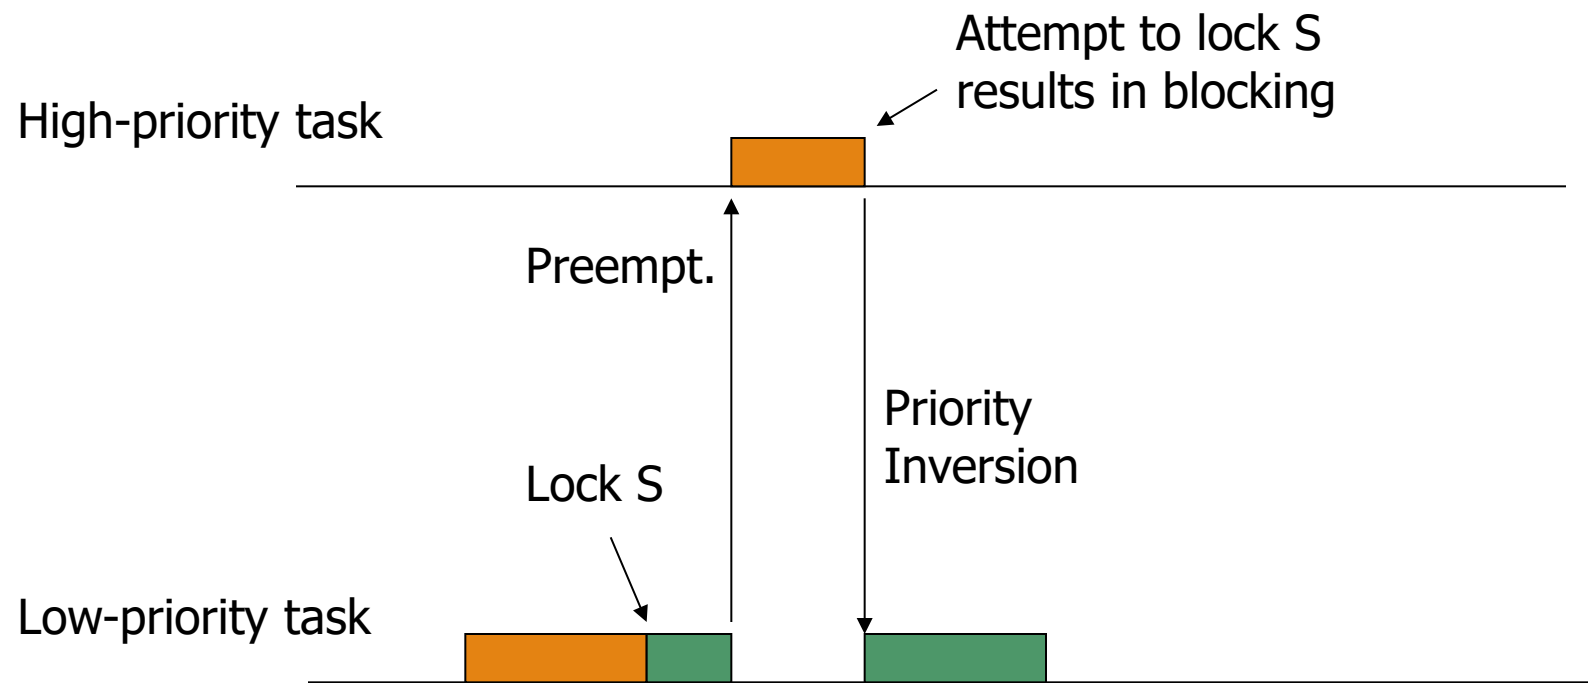 Attempt to lock S
results in blocking
High-priority task
Preempt.
Priority
Inversion
Lock S
Low-priority task